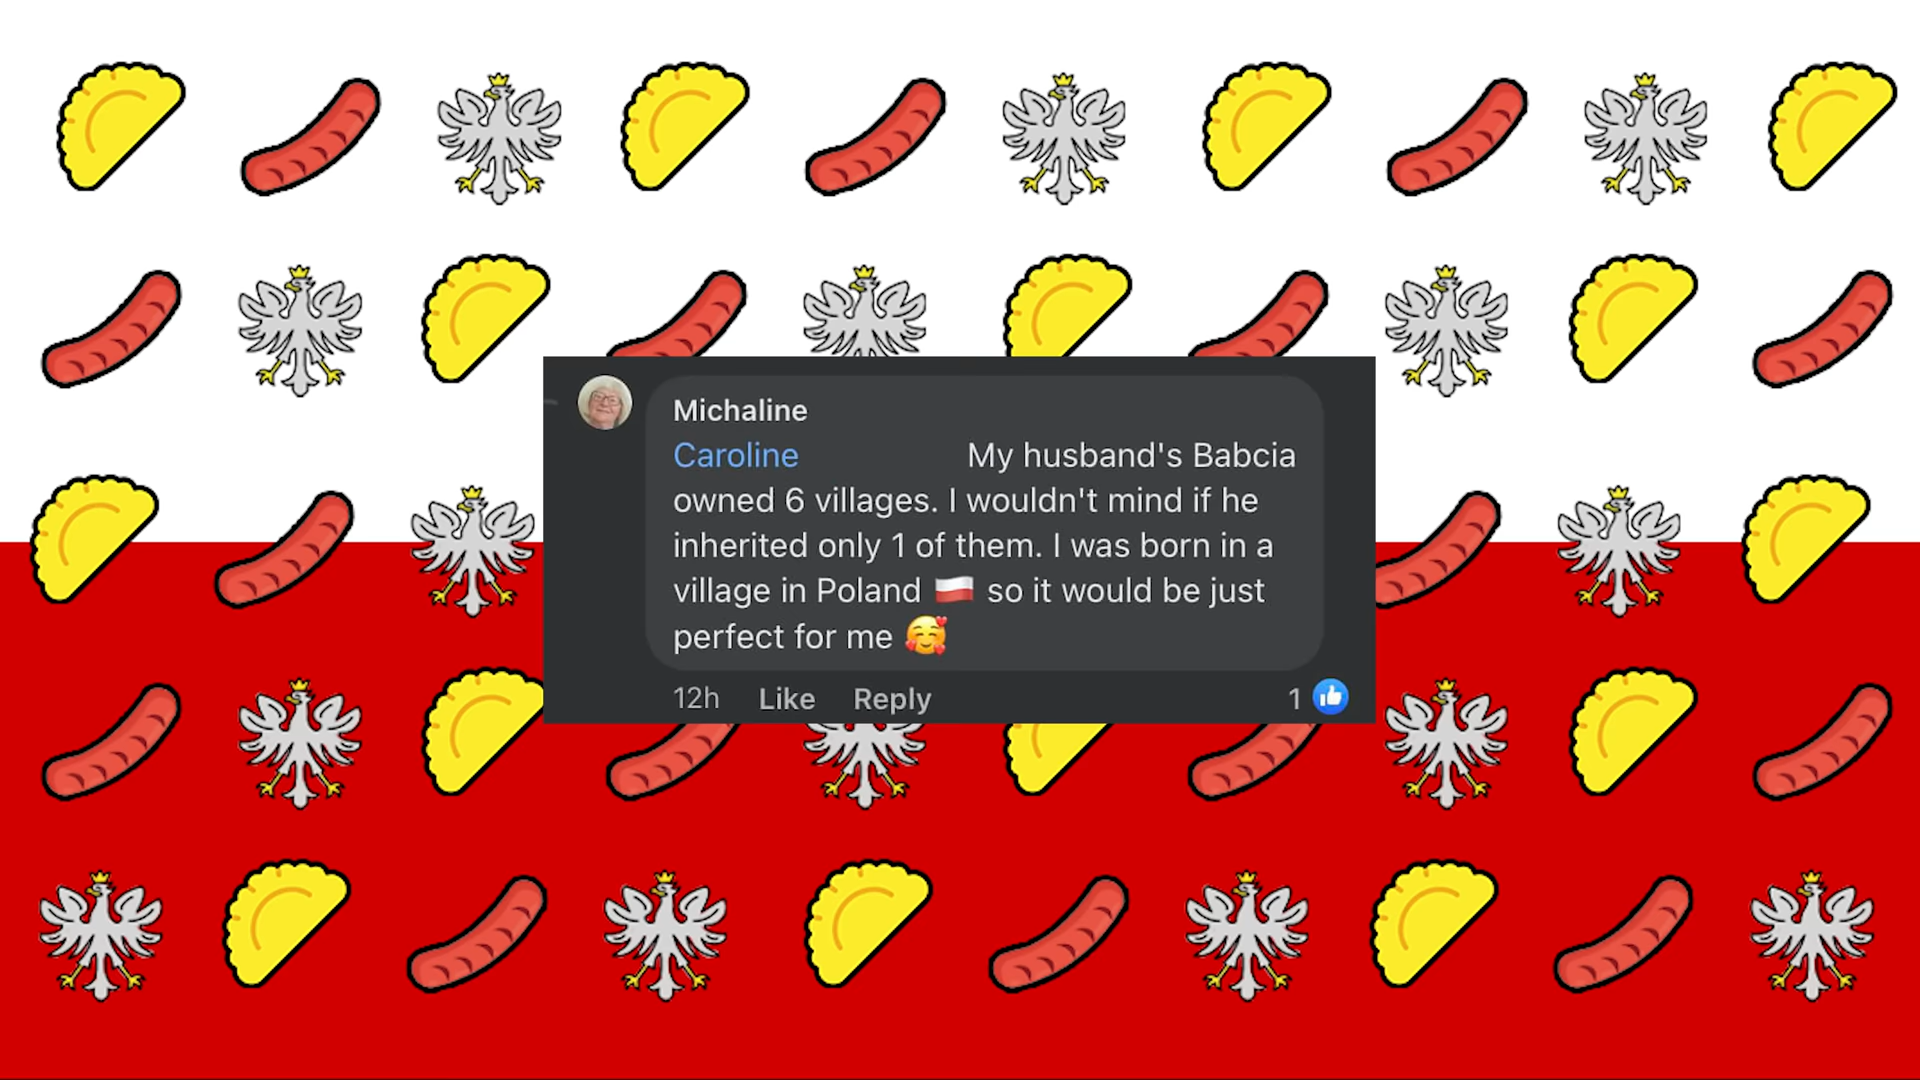 Michaline
Caroline My husband's Babcia
owned 6 villages. I wouldn't mind if he
inherited only 1 of them. I was born in a
village in Poland 🇵🇱 so it would be just
perfect for me 🥰
12h Like Reply 1